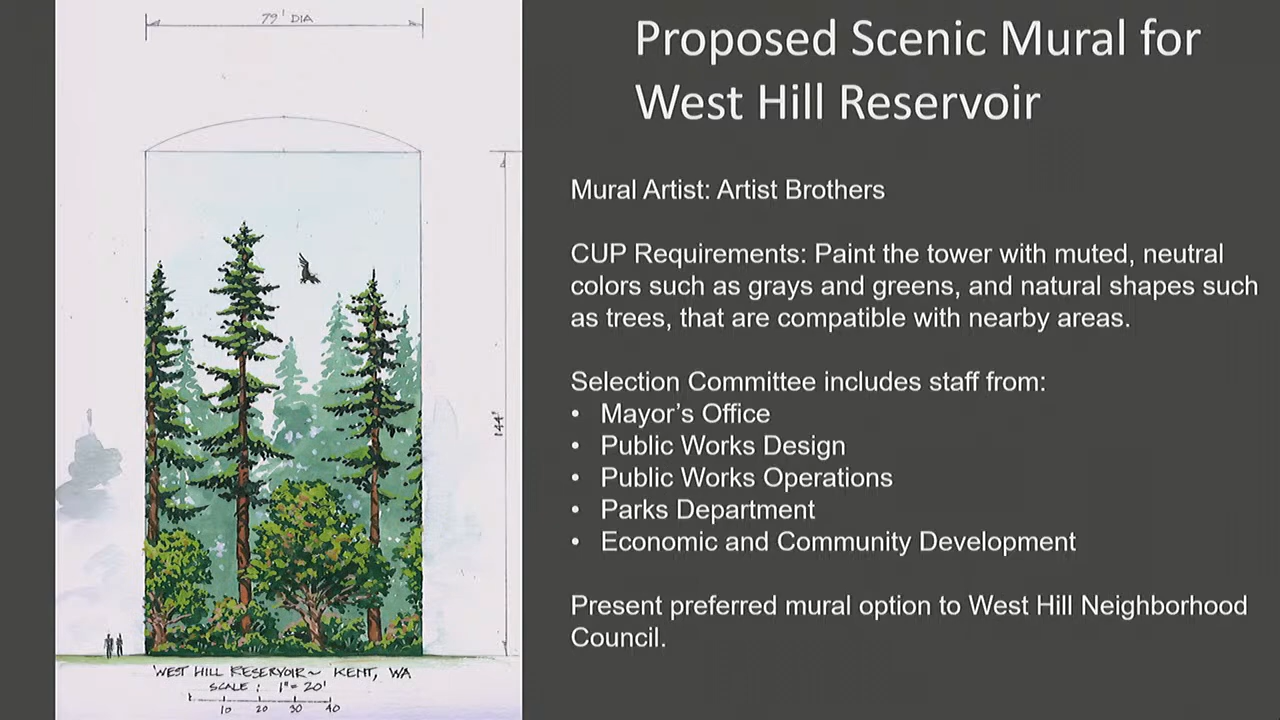 79' DIA
144'
WEST HILL RESERVOIR ~ KENT, WA
SCALE : 1" = 20'
10 20 30 40
Proposed Scenic Mural for
West Hill Reservoir
Mural Artist: Artist Brothers
CUP Requirements: Paint the tower with muted, neutral
colors such as grays and greens, and natural shapes such
as trees, that are compatible with nearby areas.
Selection Committee includes staff from:
• Mayor’s Office
• Public Works Design
• Public Works Operations
• Parks Department
• Economic and Community Development
Present preferred mural option to West Hill Neighborhood
Council.